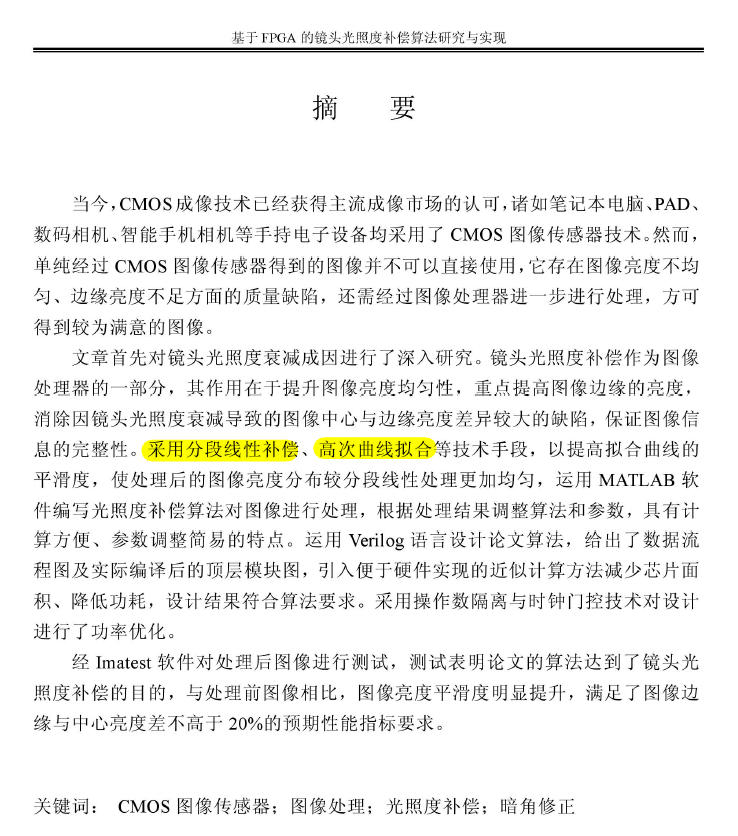 基于 FPGA 的镜头光照度补偿算法研究与实现
摘 要
当今，CMOS 成像技术已经获得主流成像市场的认可，诸如笔记本电脑、PAD、
数码相机、智能手机相机等手持电子设备均采用了 CMOS 图像传感器技术。然而，
单纯经过 CMOS 图像传感器得到的图像并不可以直接使用，它存在图像亮度不均
匀、边缘亮度不足方面的质量缺陷，还需经过图像处理器进一步进行处理，方可
得到较为满意的图像。
文章首先对镜头光照度衰减成因进行了深入研究。镜头光照度补偿作为图像
处理器的一部分，其作用在于提升图像亮度均匀性，重点提高图像边缘的亮度，
消除因镜头光照度衰减导致的图像中心与边缘亮度差异较大的缺陷，保证图像信
息的完整性。采用分段线性补偿、高次曲线拟合等技术手段，以提高拟合曲线的
平滑度，使处理后的图像亮度分布较分段线性处理更加均匀，运用 MATLAB 软
件编写光照度补偿算法对图像进行处理，根据处理结果调整算法和参数，具有计
算方便、参数调整简易的特点。运用 Verilog 语言设计论文算法，给出了数据流
程图及实际编译后的顶层模块图，引入便于硬件实现的近似计算方法减少芯片面
积、降低功耗，设计结果符合算法要求。采用操作数隔离与时钟门控技术对设计
进行了功率优化。
经 Imatest 软件对处理后图像进行测试，测试表明论文的算法达到了镜头光
照度补偿的目的，与处理前图像相比，图像亮度平滑度明显提升，满足了图像边
缘与中心亮度差不高于 20%的预期性能指标要求。
关键词： CMOS 图像传感器；图像处理；光照度补偿；暗角修正